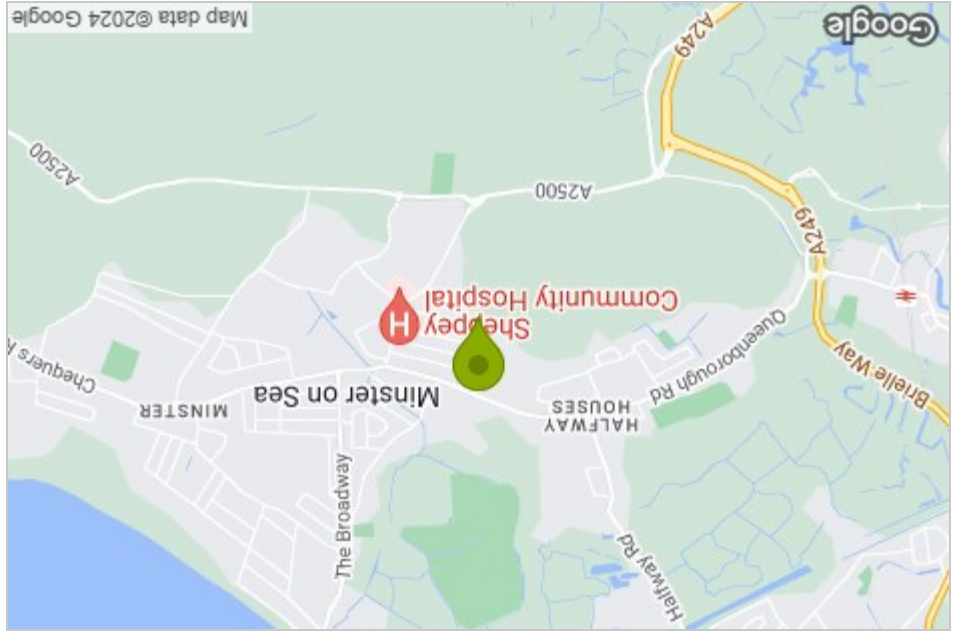 Halfway Rd
The Broadway
HALFWAY
HOUSES
MINSTER
Minster on Sea
Brielle Way
Queenborough Rd
Chequers R
Sheppey
Community Hospital
H
A249
A2500
A2500
A249
Google
Map data ©2024 Google